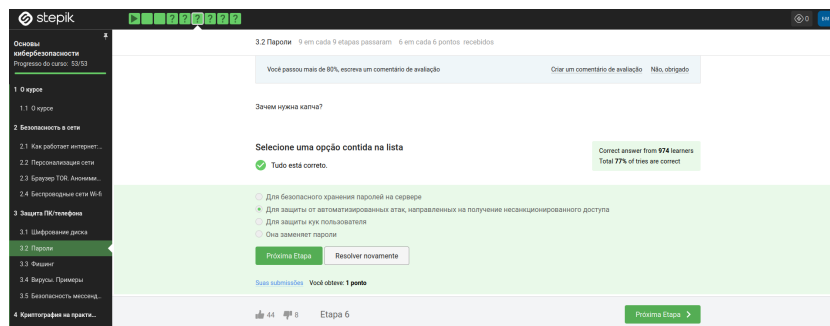 stepik
? ? ? ? ? ?
0
EM
Основы кибербезопасности
Progresso do curso: 53/53
1 О курсе
1.1 О курсе
2 Безопасность в сети
2.1 Как работает интернет:...
2.2 Персонализация сети
2.3 Браузер TOR. Анонимн...
2.4 Беспроводные сети Wi-fi
3 Защита ПК/телефона
3.1 Шифрование диска
3.2 Пароли
3.3 Фишинг
3.4 Вирусы. Примеры
3.5 Безопасность мессенд...
4 Криптография на практи...
3.2 Пароли 9 em cada 9 etapas passaram 6 em cada 6 pontos recebidos
Você passou mais de 80%, escreva um comentário de avaliação
Criar um comentário de avaliação Não, obrigado
Зачем нужна капча?
Selecione uma opção contida na lista
Tudo está correto.
Correct answer from 974 learners
Total 77% of tries are correct
Для безопасного хранения паролей на сервере
Для защиты от автоматизированных атак, направленных на получение несанкционированного доступа
Для защиты кук пользователя
Она заменяет пароли
Próxima Etapa Resolver novamente
Suas submissões Você obteve: 1 ponto
44 8 Etapa 6
Próxima Etapa